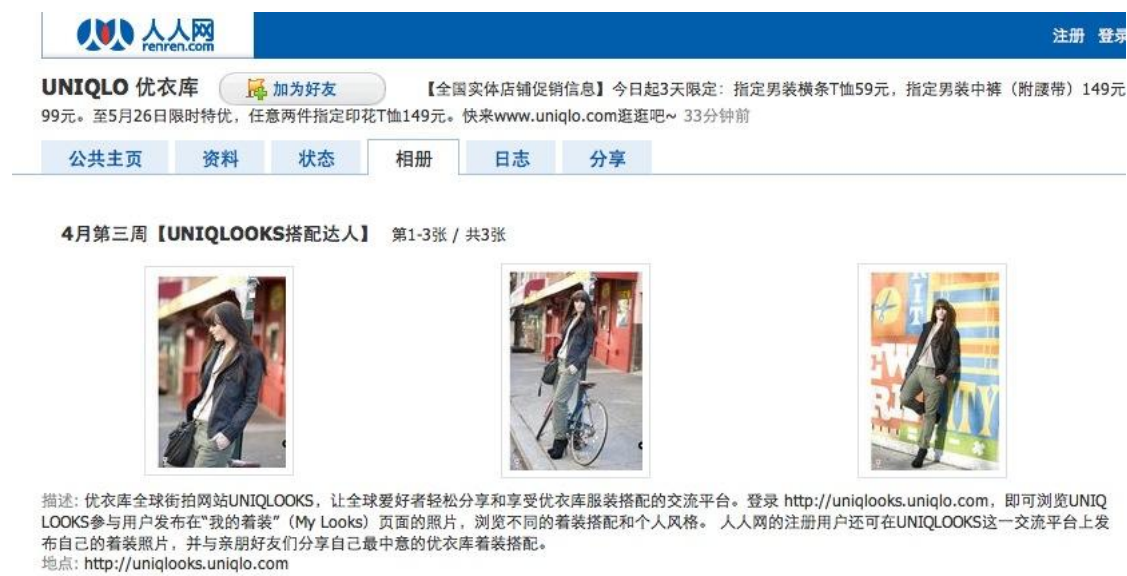 人人网
renren.com
注册 登录
UNIQLO 优衣库 加为好友 【全国实体店铺促销信息】今日起3天限定：指定男装横条T恤59元，指定男装中裤（附腰带）149元
99元。至5月26日限时特优，任意两件指定印花T恤149元。快来www.uniqlo.com逛逛吧~ 33分钟前
公共主页 资料 状态 相册 日志 分享
4月第三周【UNIQLOOKS搭配达人】 第1-3张 / 共3张
描述: 优衣库全球街拍网站UNIQLOOKS，让全球爱好者轻松分享和享受优衣库服装搭配的交流平台。登录 http://uniqlooks.uniqlo.com，即可浏览UNIQ
LOOKS参与用户发布在“我的着装”（My Looks）页面的照片，浏览不同的着装搭配和个人风格。 人人网的注册用户还可在UNIQLOOKS这一交流平台上发
布自己的着装照片，并与亲朋好友们分享自己最中意的优衣库着装搭配。
地点: http://uniqlooks.uniqlo.com